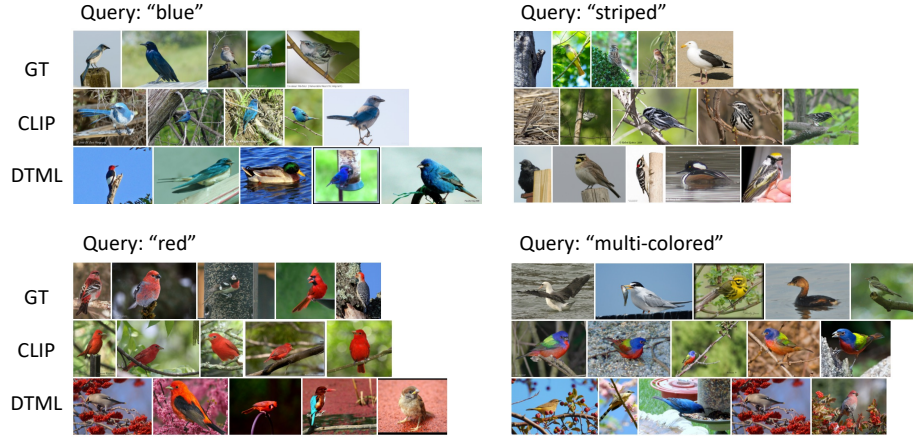 Query: “blue”
GT
CLIP
DTML
Query: “striped”
Query: “red”
GT
CLIP
DTML
Query: “multi-colored”